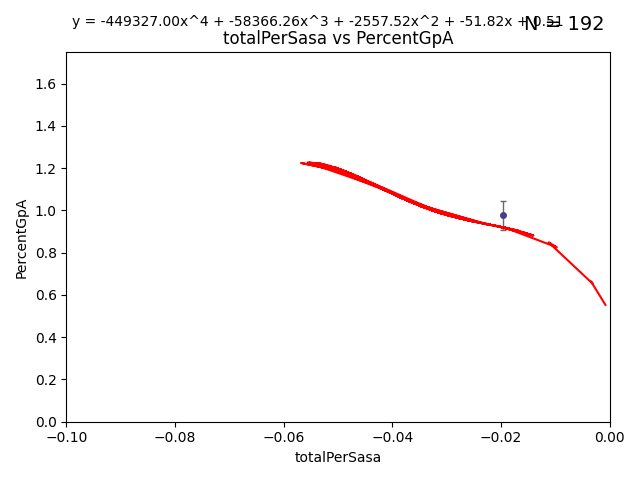 y = -449327.00x^4 + -58366.26x^3 + -2557.52x^2 + -51.82x + 0.51
N = 192
totalPerSasa vs PercentGpA
1.6
1.4
1.2
1.0
0.8
0.6
0.4
0.2
0.0
PercentGpA
−0.10 −0.08 −0.06 −0.04 −0.02 0.00
totalPerSasa